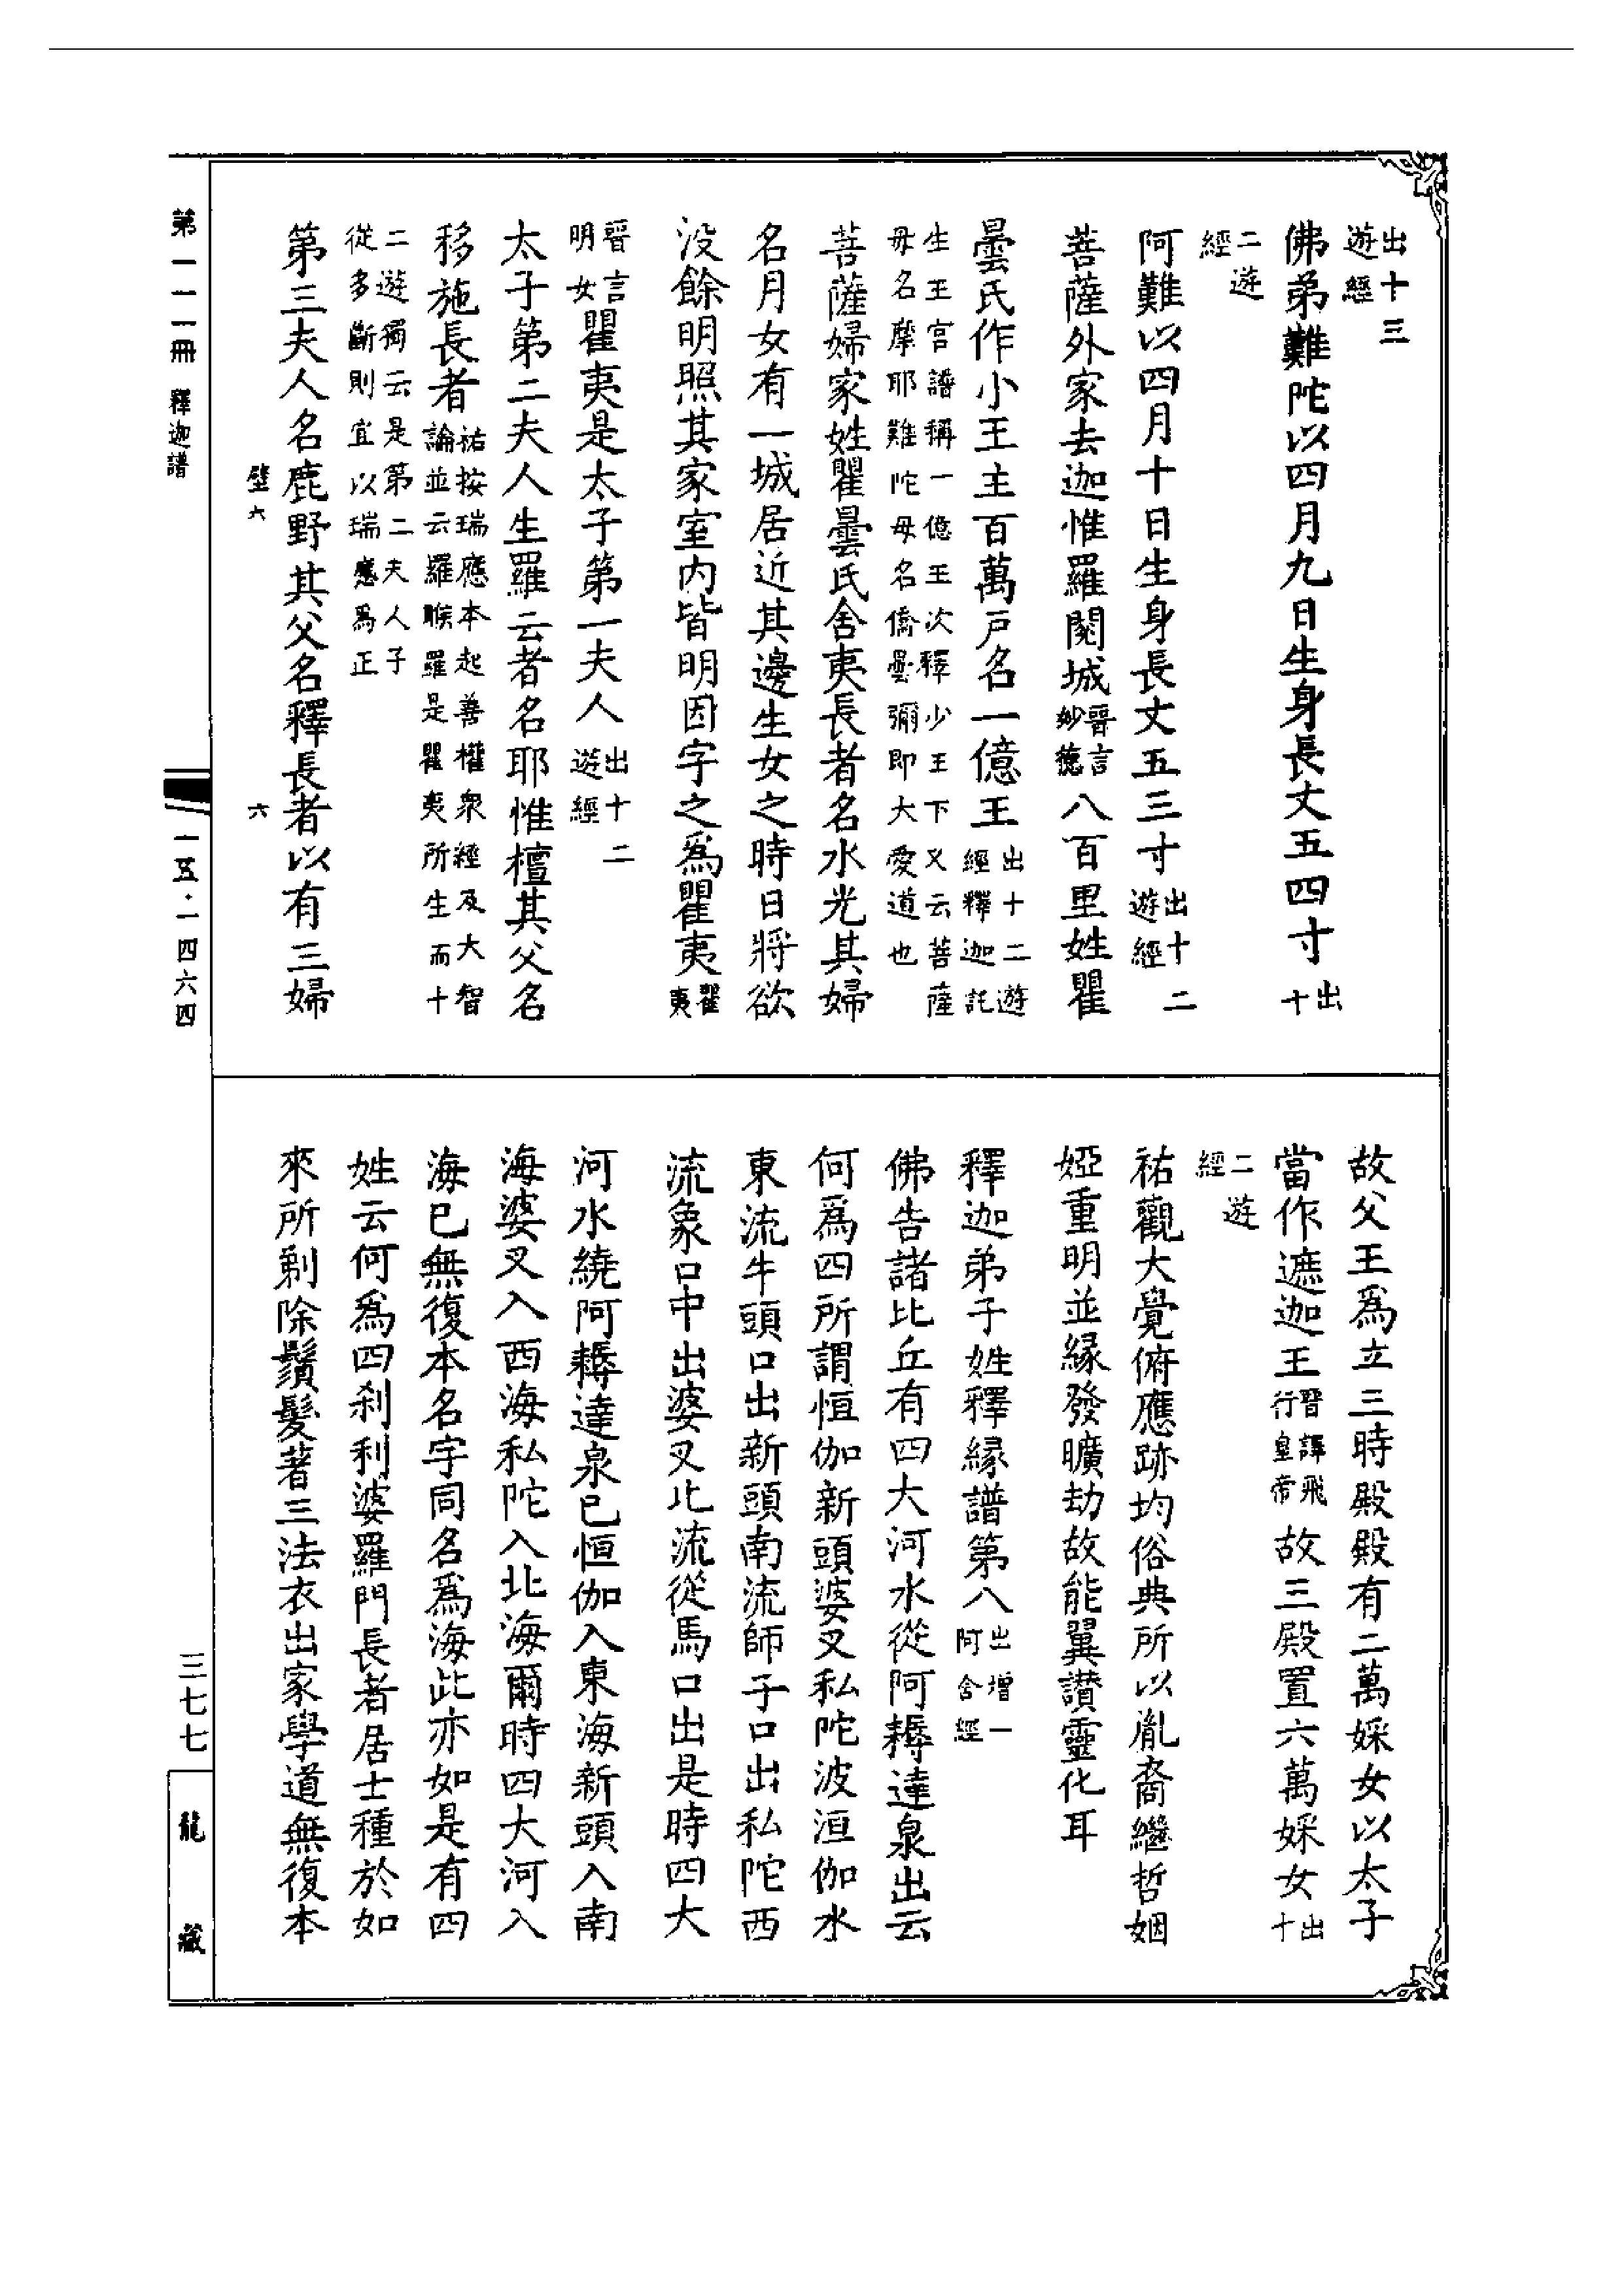 出十三遊經
佛弟難陀以四月九日生身長丈五四寸出十
二遊經
阿難以四月十日生身長丈五三寸出十二遊經
菩薩外家去迦惟羅閱城晉言妙德八百里姓瞿
曇氏作小王主百萬戶名一億王出十二遊經釋迦託
生王宮譜稱一億王次釋少王下又云菩薩母名摩耶難陀母名僑曇彌即大愛道也
菩薩婦家姓瞿曇氏舍夷長者名水光其婦
名月女有一城居近其邊生女之時日將欲
没餘明照其家室内皆明因字之為瞿夷瞿夷
晉言明女瞿夷是太子第一夫人出十二遊經
太子第二夫人生羅云者名耶惟檀其父名
移施長者祐按瑞應本起善權衆經及大智論並云羅睺羅是瞿夷所生而十
二遊獨云是第二夫人子從多斷則宜以瑞應為正
第三夫人名鹿野其父名釋長者以有三婦
壁六
六
故父王為立三時殿殿有二萬婇女以太子
當作遮迦王晉譯飛行皇帝故三殿置六萬婇女出十
二遊經
祐觀大覺俯應跡均俗典所以胤裔繼哲姻
婭重明並緣發曠劫故能翼讃靈化耳
釋迦弟子姓釋緣譜第八出增一阿含經
佛告諸比丘有四大河水從阿耨達泉出云
何為四所謂恒伽新頭婆叉私陀波洹伽水
東流牛頭口出新頭南流師子口出私陀西
流象口中出婆叉北流從馬口出是時四大
河水繞阿耨達泉已恒伽入東海新頭入南
海婆叉入西海私陀入北海爾時四大河入
海已無復本名字同名為海此亦如是有四
姓云何為四刹利婆羅門長者居士種於如
來所剃除鬚髮著三法衣出家學道無復本
第一一一冊 釋迦譜
一五·一四六四
三七七
龍藏